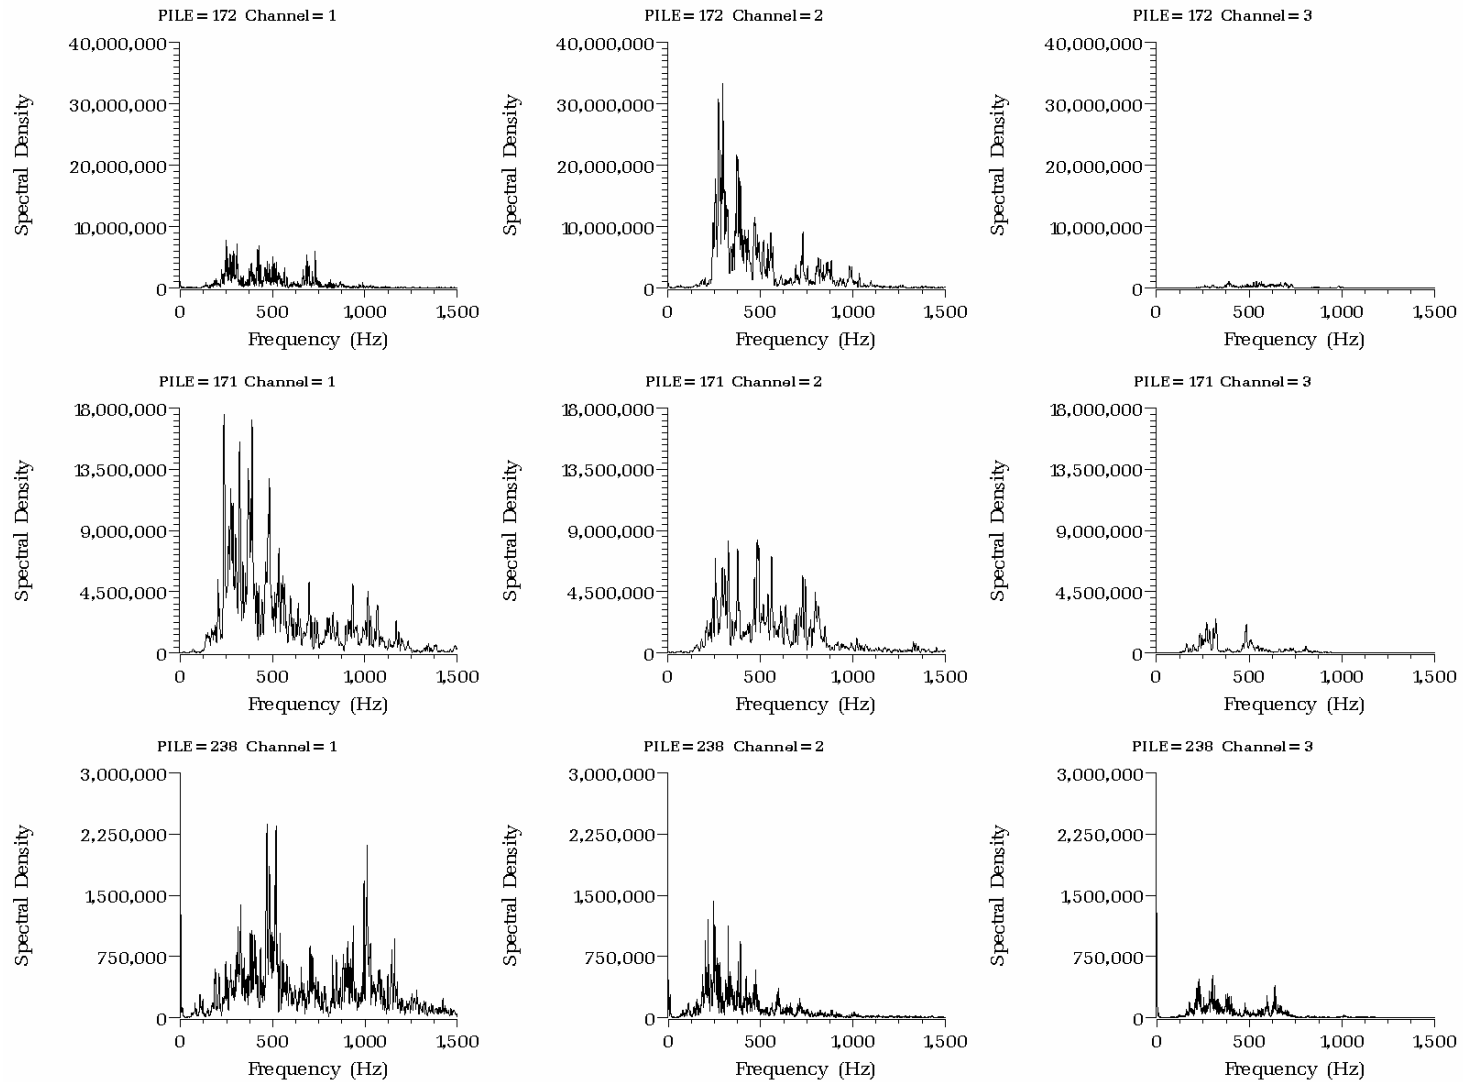 PILE=172 Channel=1
PILE=172 Channel=2
PILE=172 Channel=3
40,000,000
30,000,000
20,000,000
10,000,000
0
Spectral Density
0 500 1,000 1,500
Frequency (Hz)
40,000,000
30,000,000
20,000,000
10,000,000
0
Spectral Density
0 500 1,000 1,500
Frequency (Hz)
40,000,000
30,000,000
20,000,000
10,000,000
0
Spectral Density
0 500 1,000 1,500
Frequency (Hz)
PILE=171 Channel=1
PILE=171 Channel=2
PILE=171 Channel=3
18,000,000
13,500,000
9,000,000
4,500,000
0
Spectral Density
0 500 1,000 1,500
Frequency (Hz)
18,000,000
13,500,000
9,000,000
4,500,000
0
Spectral Density
0 500 1,000 1,500
Frequency (Hz)
18,000,000
13,500,000
9,000,000
4,500,000
0
Spectral Density
0 500 1,000 1,500
Frequency (Hz)
PILE=238 Channel=1
PILE=238 Channel=2
PILE=238 Channel=3
3,000,000
2,250,000
1,500,000
750,000
0
Spectral Density
0 500 1,000 1,500
Frequency (Hz)
3,000,000
2,250,000
1,500,000
750,000
0
Spectral Density
0 500 1,000 1,500
Frequency (Hz)
3,000,000
2,250,000
1,500,000
750,000
0
Spectral Density
0 500 1,000 1,500
Frequency (Hz)